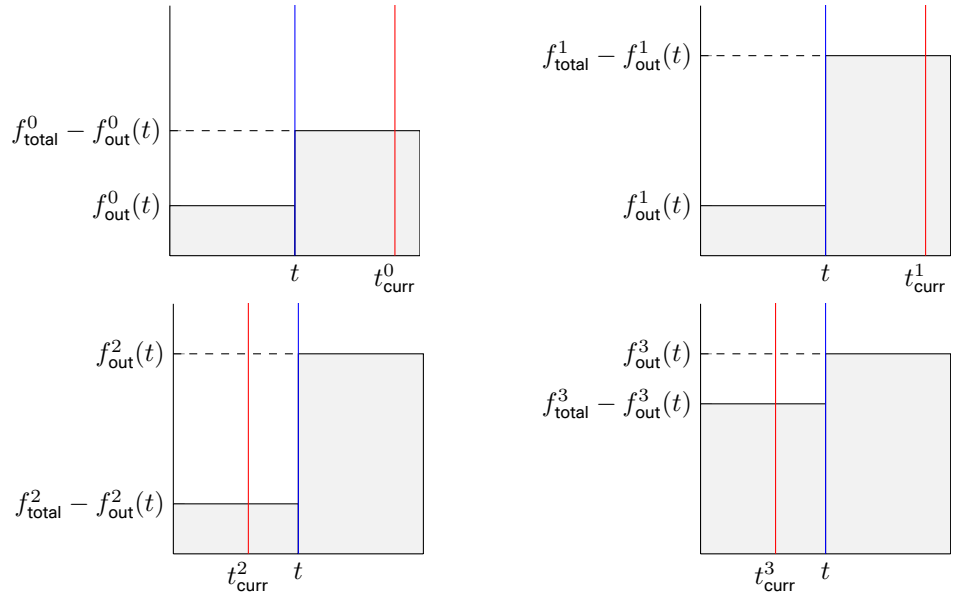 f^0_total − f^0_out(t)
f^0_out(t)
t
t^0_curr
f^1_total − f^1_out(t)
f^1_out(t)
t
t^1_curr
f^2_out(t)
f^2_total − f^2_out(t)
t^2_curr
t
f^3_out(t)
f^3_total − f^3_out(t)
t^3_curr
t